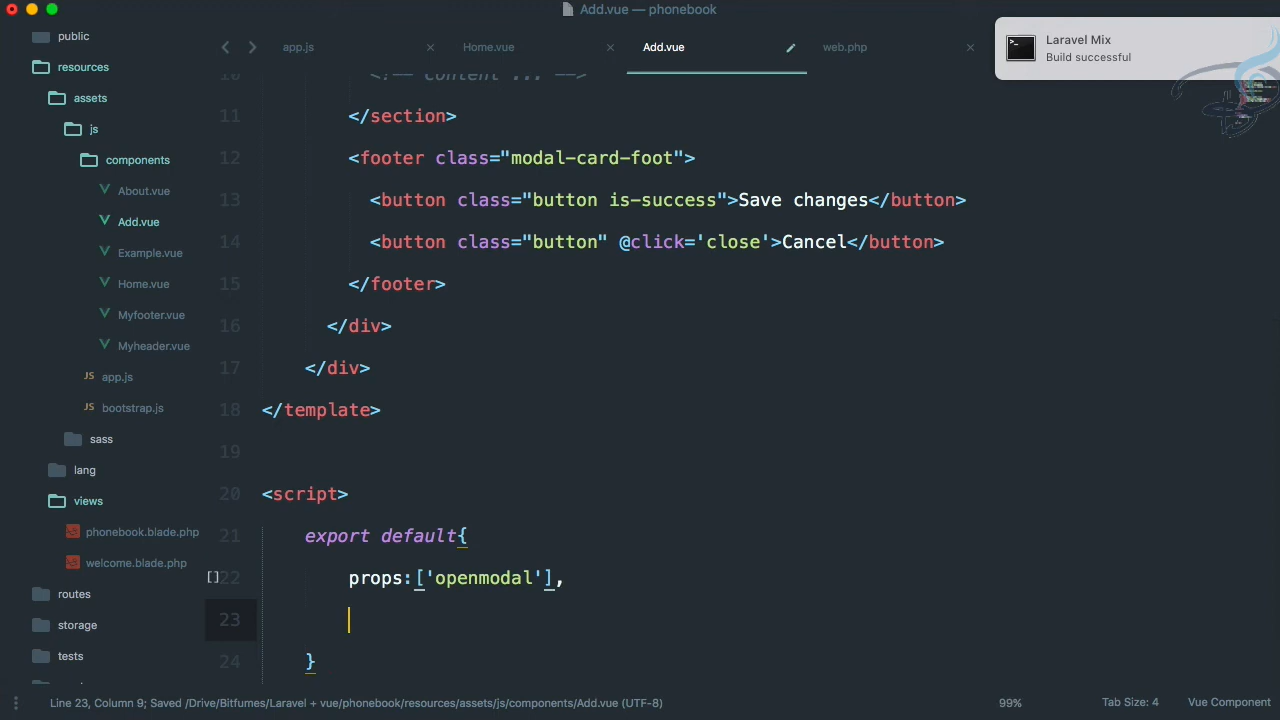 Add.vue — phonebook
public
resources
assets
js
components
About.vue
Add.vue
Example.vue
Home.vue
Myfooter.vue
Myheader.vue
JS app.js
JS bootstrap.js
sass
lang
views
phonebook.blade.php
welcome.blade.php
routes
storage
tests
app.js
Home.vue
Add.vue
web.php
Laravel Mix
Build successful
10 <!-- Content ... -->
11 </section>
12 <footer class="modal-card-foot">
13 <button class="button is-success">Save changes</button>
14 <button class="button" @click='close'>Cancel</button>
15 </footer>
16 </div>
17 </div>
18 </template>
19
20 <script>
21 export default{
[] 22 props:['openmodal'],
23
24 }
Line 23, Column 9; Saved /Drive/Bitfumes/Laravel + vue/phonebook/resources/assets/js/components/Add.vue (UTF-8)
99%
Tab Size: 4
Vue Component